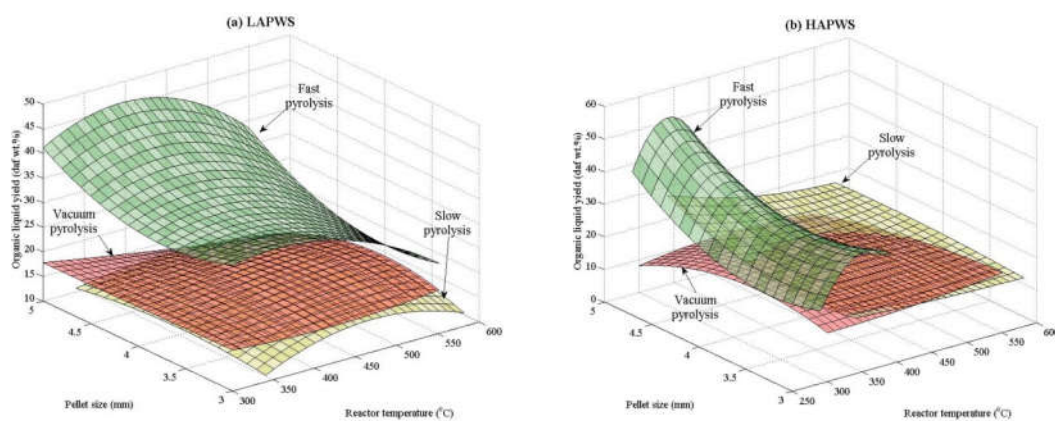 (a) LAPWS
Fast
pyrolysis
Vacuum
pyrolysis
Slow
pyrolysis
Organic liquid yield (daf wt.%)
50
45
40
35
30
25
20
15
10
5
4.5
4
3.5
3
Pellet size (mm)
300
350
400
450
500
550
600
Reactor temperature (°C)
(b) HAPWS
Fast
pyrolysis
Slow
pyrolysis
Vacuum
pyrolysis
Organic liquid yield (daf wt.%)
60
50
40
30
20
10
0
5
4.5
4
3.5
3
Pellet size (mm)
250
300
350
400
450
500
550
600
Reactor temperature (°C)